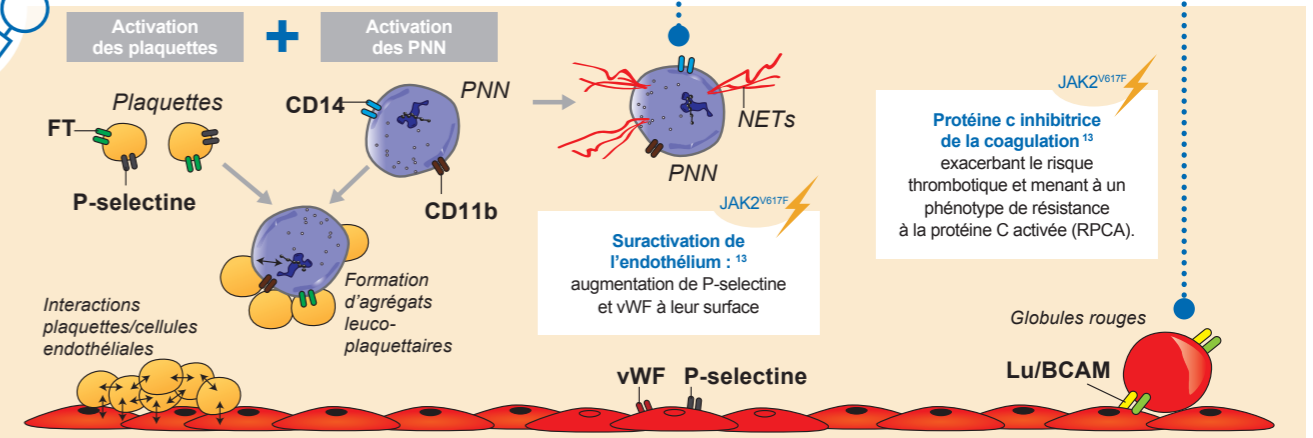 Activation
des plaquettes
+
Activation
des PNN
Plaquettes
FT
P-selectine
CD14
PNN
CD11b
Formation
d'agrégats
leuco-
plaquettaires
Interactions
plaquettes/cellules
endothéliales
NETs
PNN
JAK2V617F
Suractivation de
l'endothélium : 13
augmentation de P-selectine
et vWF à leur surface
vWF
P-selectine
JAK2V617F
Protéine c inhibitrice
de la coagulation 13
exacerbant le risque
thrombotique et menant à un
phénotype de résistance
à la protéine C activée (RPCA).
Globules rouges
Lu/BCAM